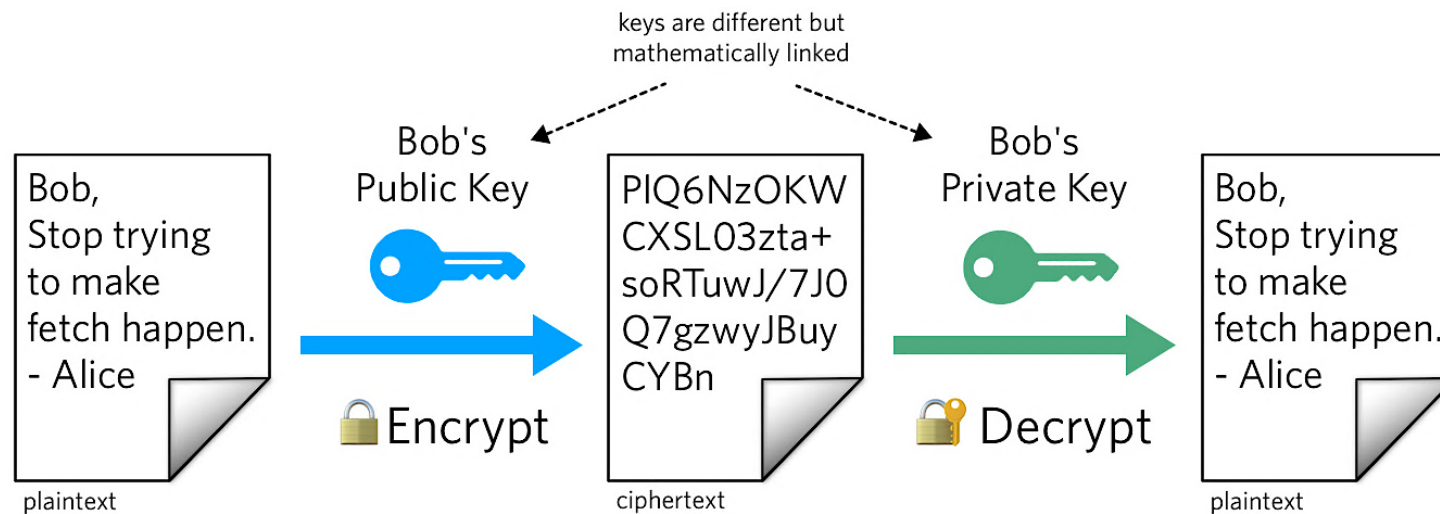 keys are different but
mathematically linked
Bob's
Public Key
Bob's
Private Key
Bob,
Stop trying
to make
fetch happen.
- Alice
PIQ6NzOKW
CXSL03zta+
soRTuwJ/7J0
Q7gzwyJBuy
CYBn
Bob,
Stop trying
to make
fetch happen.
- Alice
Encrypt
Decrypt
plaintext
ciphertext
plaintext